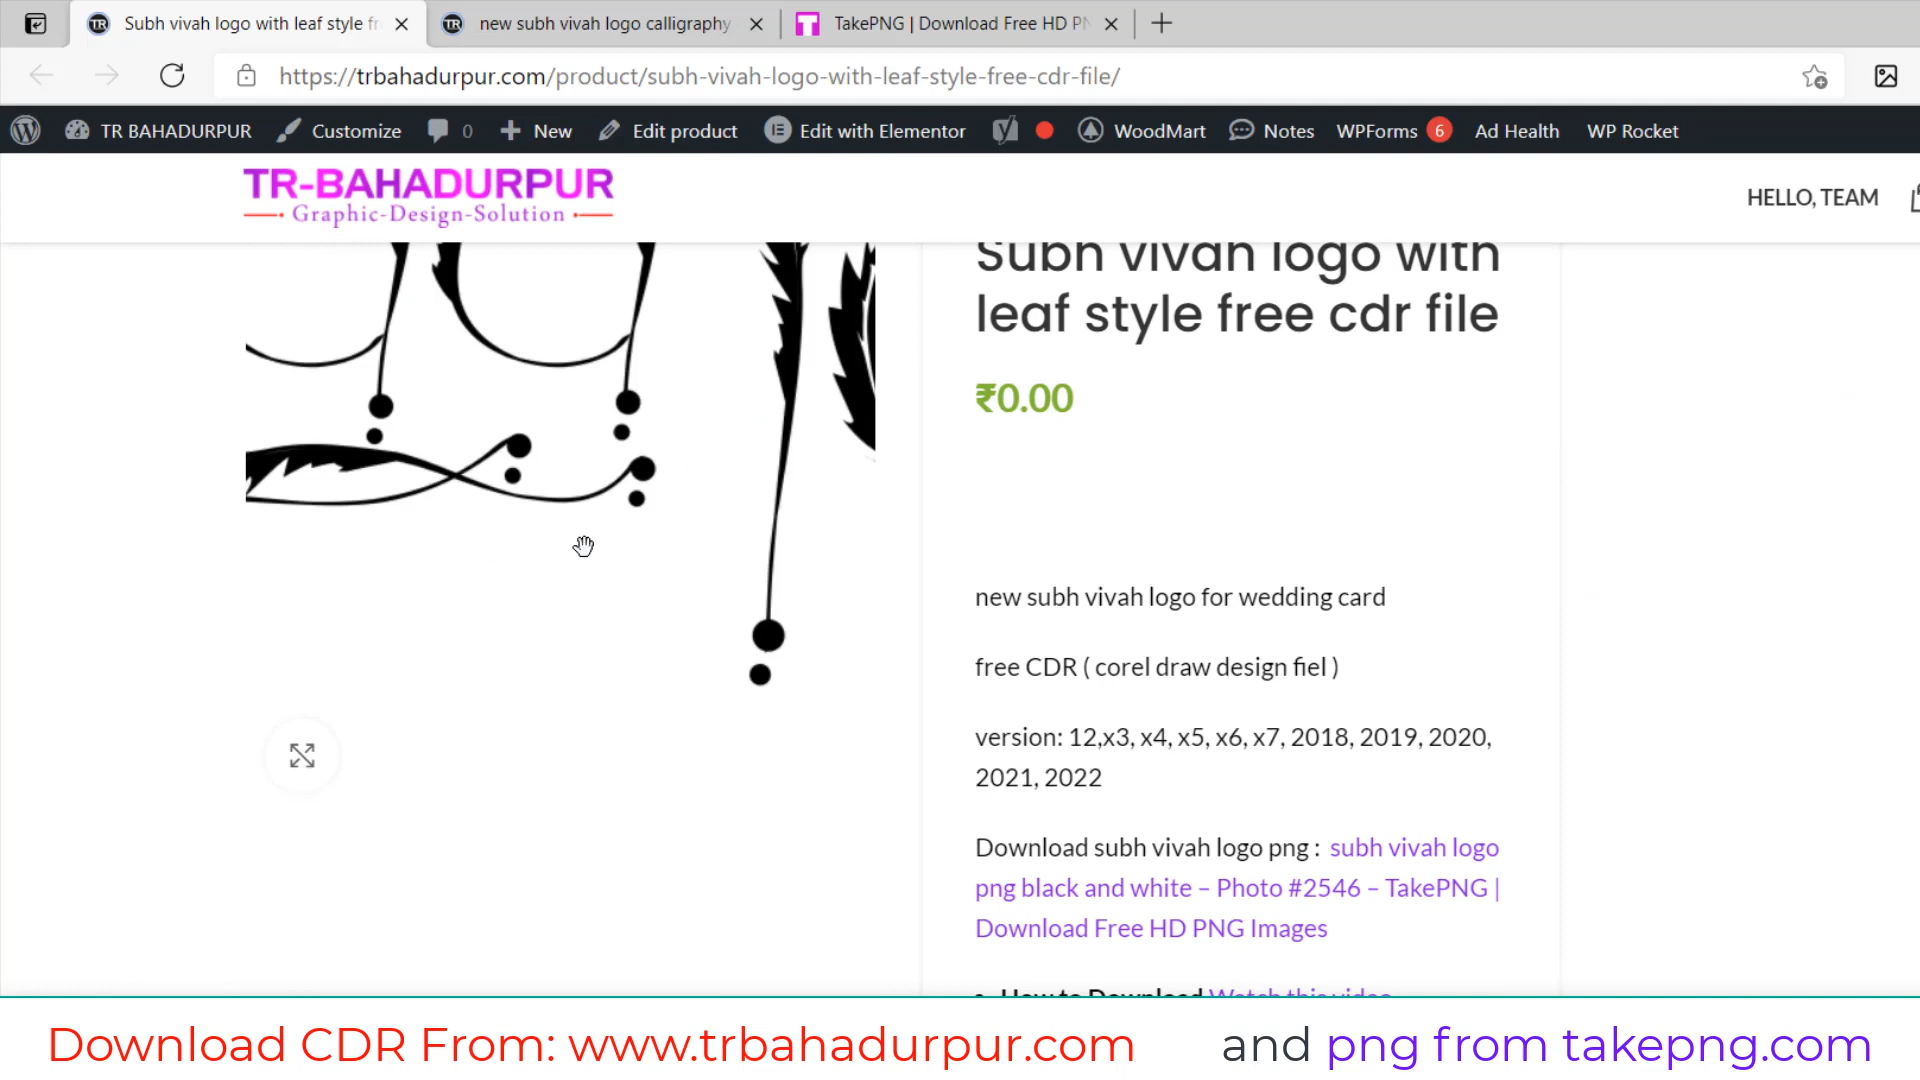 Subh vivah logo with leaf style fr
new subh vivah logo calligraphy
TakePNG | Download Free HD PN
https://trbahadurpur.com/product/subh-vivah-logo-with-leaf-style-free-cdr-file/
TR BAHADURPUR Customize 0 New Edit product Edit with Elementor WoodMart Notes WPForms 6 Ad Health WP Rocket
TR-BAHADURPUR
Graphic-Design-Solution
HELLO, TEAM
Subh vivah logo with
leaf style free cdr file
₹0.00
new subh vivah logo for wedding card
free CDR ( corel draw design fiel )
version: 12,x3, x4, x5, x6, x7, 2018, 2019, 2020,
2021, 2022
Download subh vivah logo png : subh vivah logo
png black and white – Photo #2546 – TakePNG |
Download Free HD PNG Images
How to Download Watch this video
Download CDR From: www.trbahadurpur.com and png from takepng.com